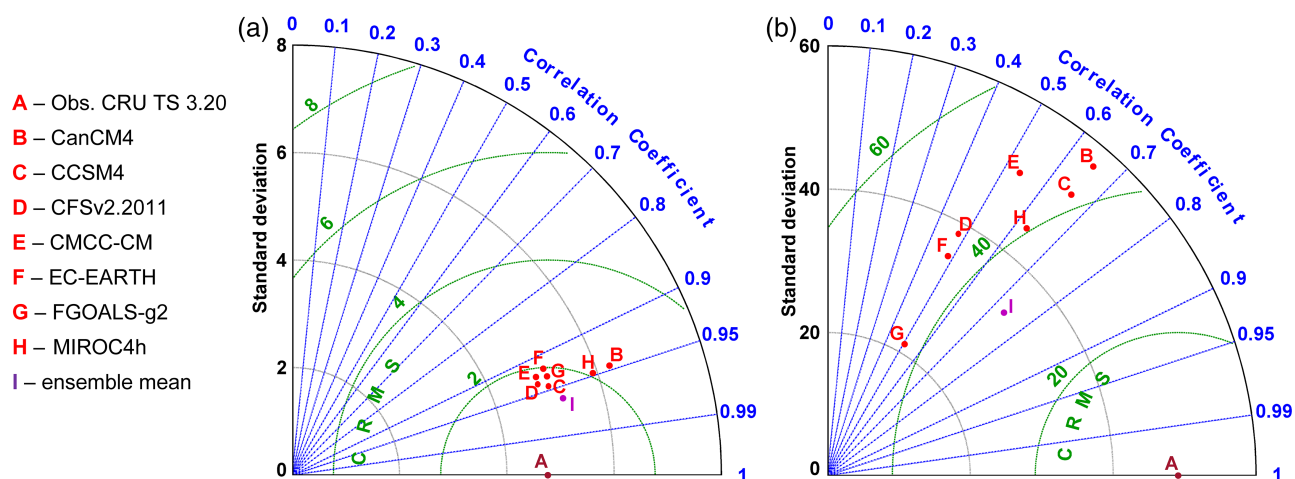 A – Obs. CRU TS 3.20
B – CanCM4
C – CCSM4
D – CFSv2.2011
E – CMCC-CM
F – EC-EARTH
G – FGOALS-g2
H – MIROC4h
I – ensemble mean
(a)
0
0.1
0.2
0.3
0.4
0.5
0.6
0.7
0.8
0.9
0.95
0.99
1
Correlation Coefficient
Standard deviation
8
6
4
2
0
8
6
4
2
C R M S
F
G
E
D
C
H
B
I
A
(b)
0
0.1
0.2
0.3
0.4
0.5
0.6
0.7
0.8
0.9
0.95
0.99
1
Correlation Coefficient
Standard deviation
60
40
20
0
60
40
20
C R M S
E
B
C
H
D
F
I
G
A